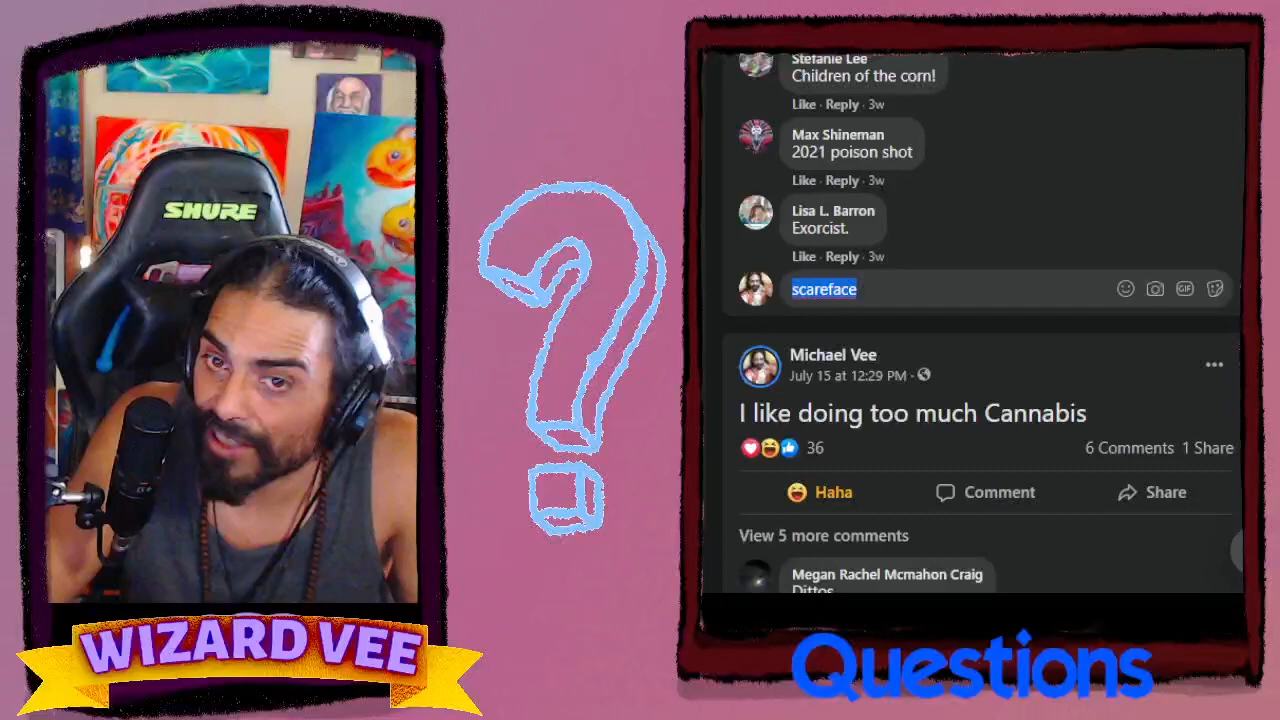 SHURE
WIZARD VEE
Stefanie Lee
Children of the corn!
Like · Reply · 3w
Max Shineman
2021 poison shot
Like · Reply · 3w
Lisa L. Barron
Exorcist.
Like · Reply · 3w
scareface
GIF
Michael Vee
July 15 at 12:29 PM ·
I like doing too much Cannabis
36
6 Comments 1 Share
Haha
Comment
Share
View 5 more comments
Megan Rachel Mcmahon Craig
Dittos
Questions